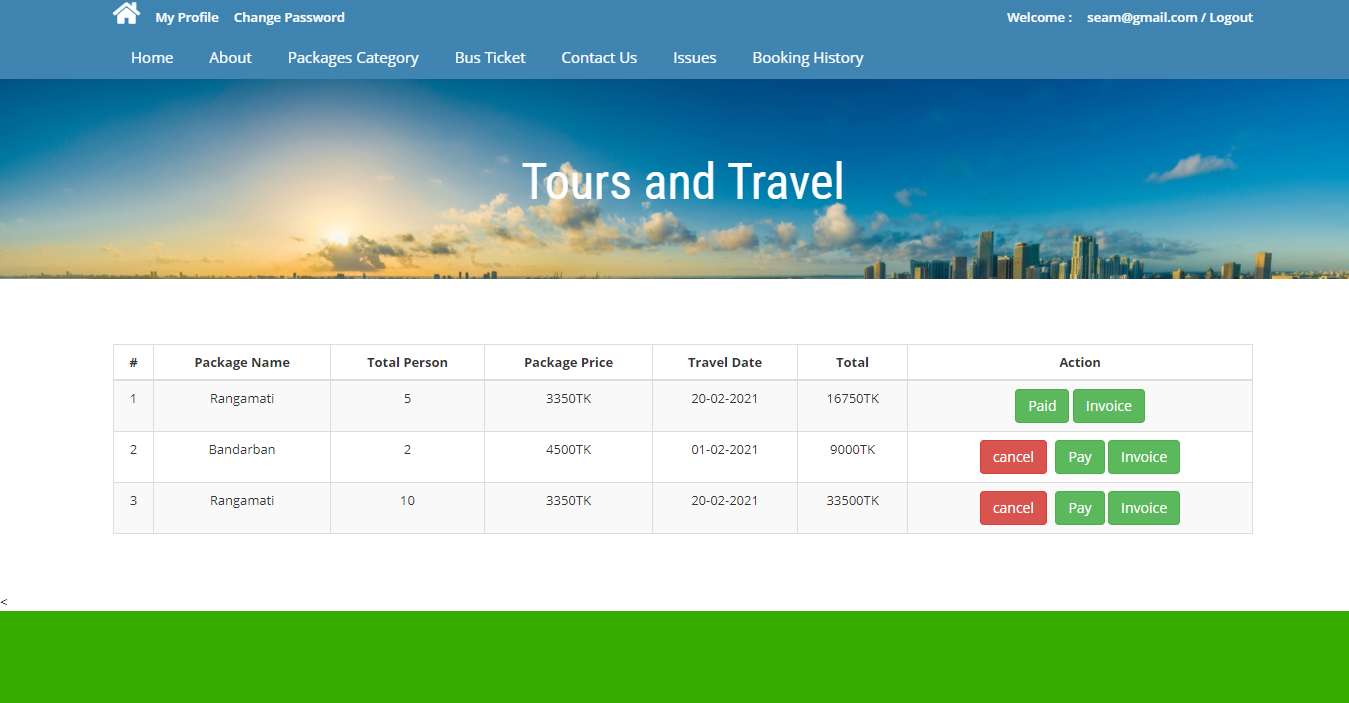 My Profile Change Password Welcome : seam@gmail.com / Logout
Home About Packages Category Bus Ticket Contact Us Issues Booking History
Tours and Travel
# Package Name Total Person Package Price Travel Date Total Action
1 Rangamati 5 3350TK 20-02-2021 16750TK Paid Invoice
2 Bandarban 2 4500TK 01-02-2021 9000TK cancel Pay Invoice
3 Rangamati 10 3350TK 20-02-2021 33500TK cancel Pay Invoice
<